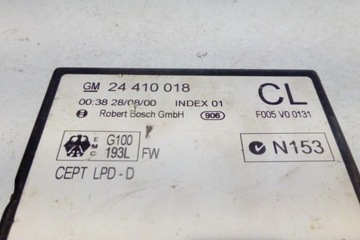 GM 24 410 018
CL
00:38 28/08/00 INDEX 01
Robert Bosch GmbH 906
F005 V0 0131
EMC G100
193L FW
N153
CEPT LPD - D